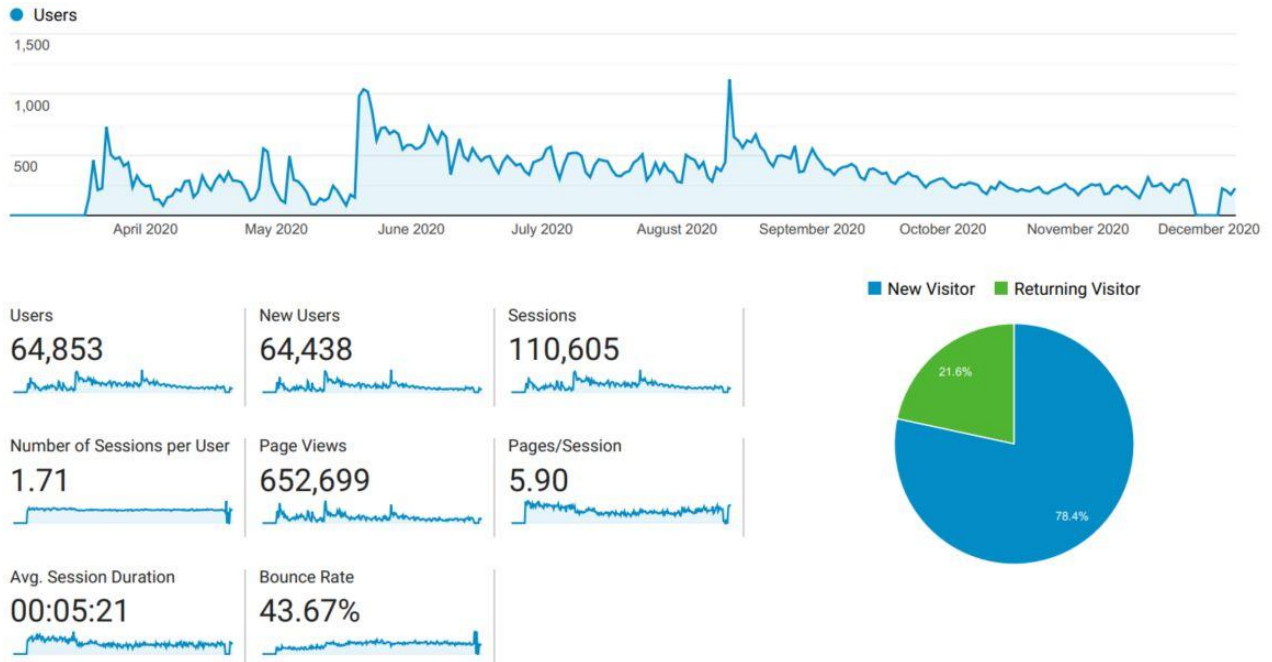 Users
1,500
1,000
500
April 2020 May 2020 June 2020 July 2020 August 2020 September 2020 October 2020 November 2020 December 2020
New Visitor Returning Visitor
21.6%
78.4%
Users
64,853
New Users
64,438
Sessions
110,605
Number of Sessions per User
1.71
Page Views
652,699
Pages/Session
5.90
Avg. Session Duration
00:05:21
Bounce Rate
43.67%